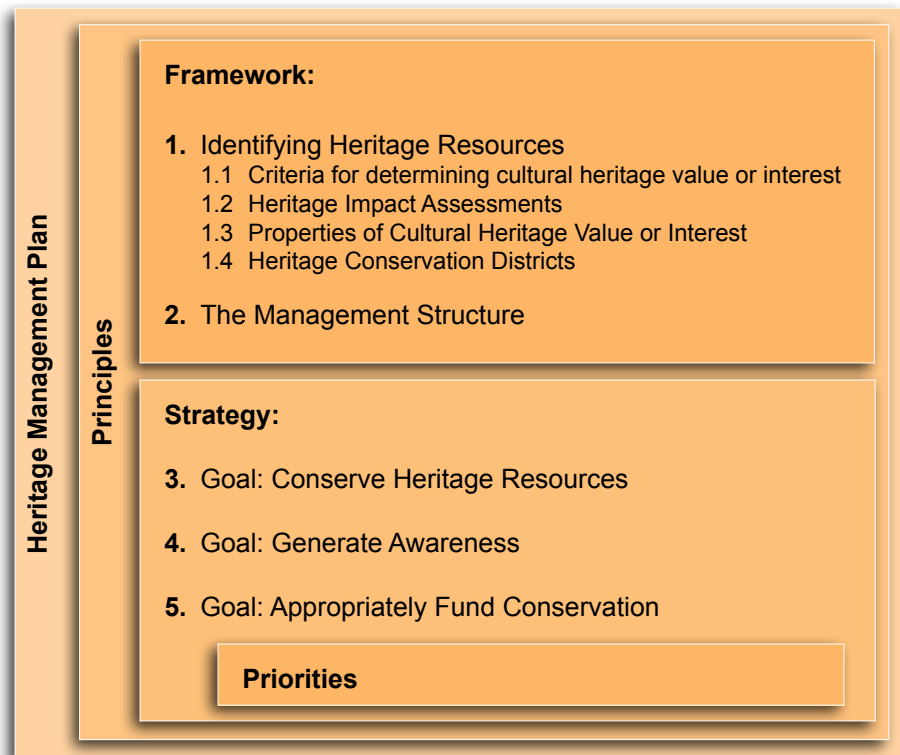 Heritage Management Plan
Principles
Framework:
1. Identifying Heritage Resources
1.1 Criteria for determining cultural heritage value or interest
1.2 Heritage Impact Assessments
1.3 Properties of Cultural Heritage Value or Interest
1.4 Heritage Conservation Districts
2. The Management Structure
Strategy:
3. Goal: Conserve Heritage Resources
4. Goal: Generate Awareness
5. Goal: Appropriately Fund Conservation
Priorities